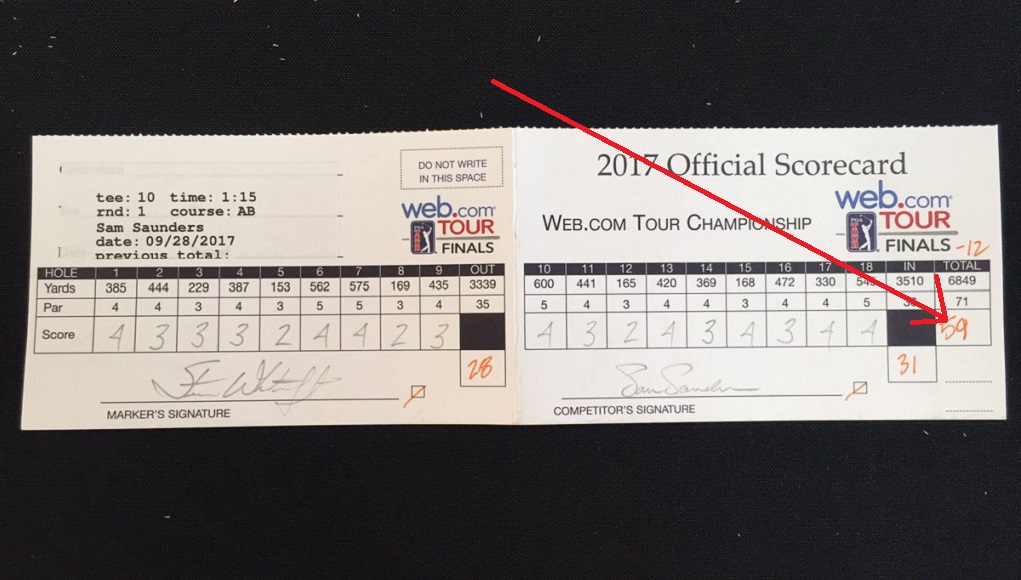 DO NOT WRITE
IN THIS SPACE
tee: 10 time: 1:15
rnd: 1 course: AB
Sam Saunders
date: 09/28/2017
previous total:
web.com
TOUR
FINALS
HOLE 1 2 3 4 5 6 7 8 9 OUT
Yards 385 444 229 387 153 562 575 169 435 3339
Par 4 4 3 4 3 5 5 3 4 35
Score 4 3 3 3 2 4 4 2 3
28
MARKER'S SIGNATURE
2017 Official Scorecard
WEB.COM TOUR CHAMPIONSHIP
web.com
TOUR
FINALS
-12
10 11 12 13 14 15 16 17 18 IN TOTAL
600 441 165 420 369 168 472 330 3510 6849
5 4 3 4 4 3 4 4 5 71
4 3 2 4 3 4 3 4 4 59
31
Sam Saunders
COMPETITOR'S SIGNATURE